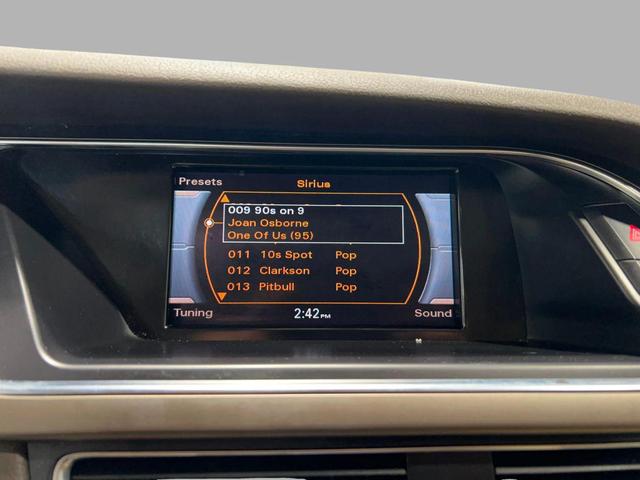 Presets
Sirius
009 90s on 9
Joan Osborne
One Of Us (95)
011 10s Spot Pop
012 Clarkson Pop
013 Pitbull Pop
Tuning
2:42PM
Sound